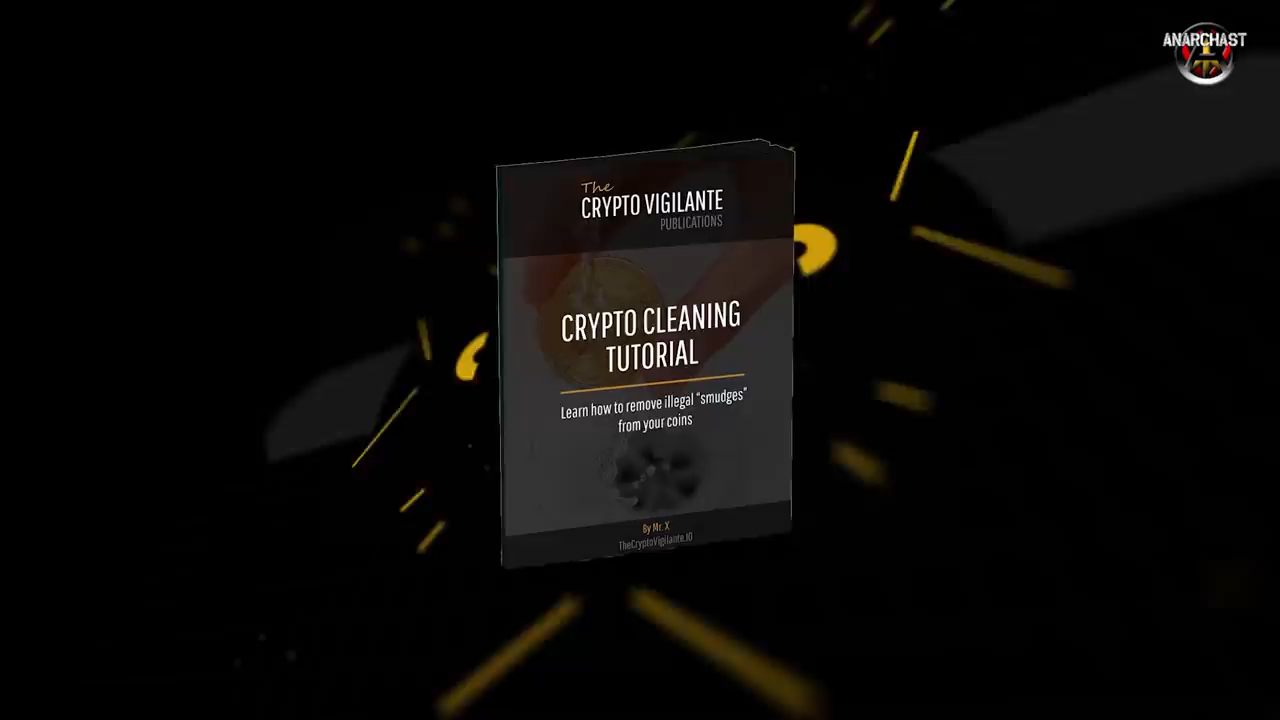 ANARCHAST
The
CRYPTO VIGILANTE
PUBLICATIONS
CRYPTO CLEANING
TUTORIAL
Learn how to remove illegal "smudges"
from your coins
By Mr. X
TheCryptoVigilante.IO